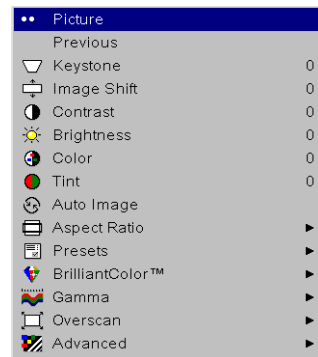 Picture
Previous
Keystone 0
Image Shift 0
Contrast 0
Brightness 0
Color 0
Tint 0
Auto Image
Aspect Ratio
Presets
BrilliantColor™
Gamma
Overscan
Advanced